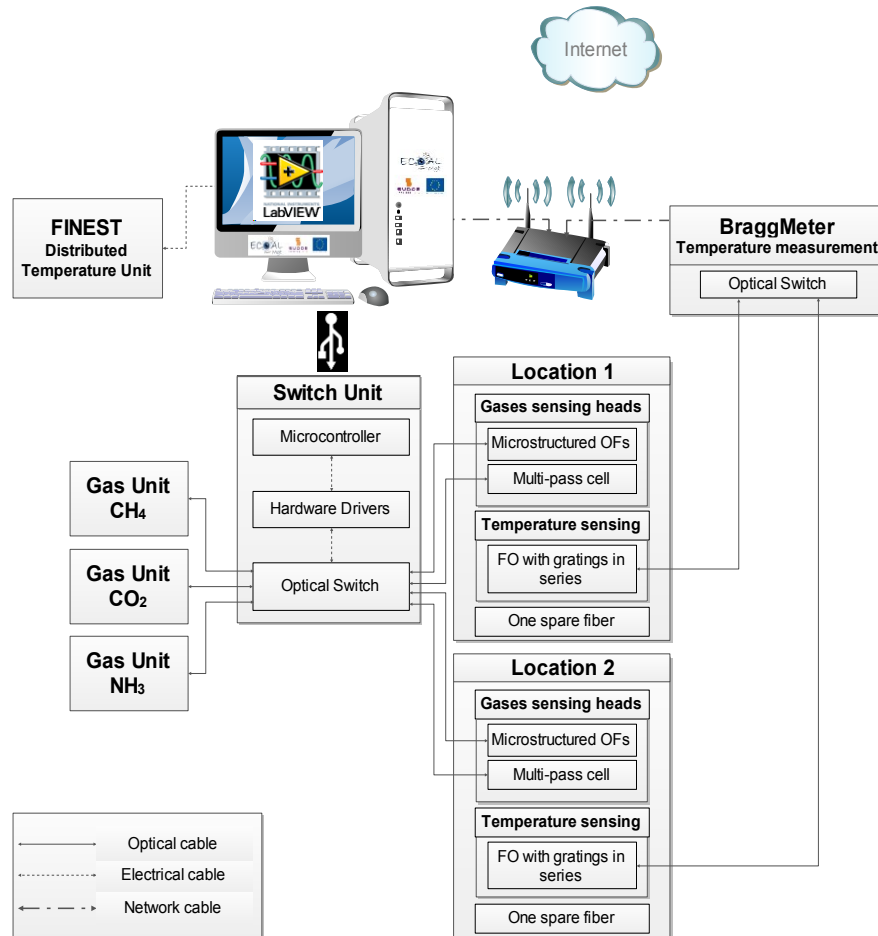 Internet
NATIONAL INSTRUMENTS
LabVIEW
FINEST
Distributed
Temperature Unit
BraggMeter
Temperature measurement
Optical Switch
Switch Unit
Microcontroller
Hardware Drivers
Optical Switch
Gas Unit
CH₄
Gas Unit
CO₂
Gas Unit
NH₃
Location 1
Gases sensing heads
Microstructured OFs
Multi-pass cell
Temperature sensing
FO with gratings in
series
One spare fiber
Location 2
Gases sensing heads
Microstructured OFs
Multi-pass cell
Temperature sensing
FO with gratings in
series
One spare fiber
Optical cable
Electrical cable
Network cable